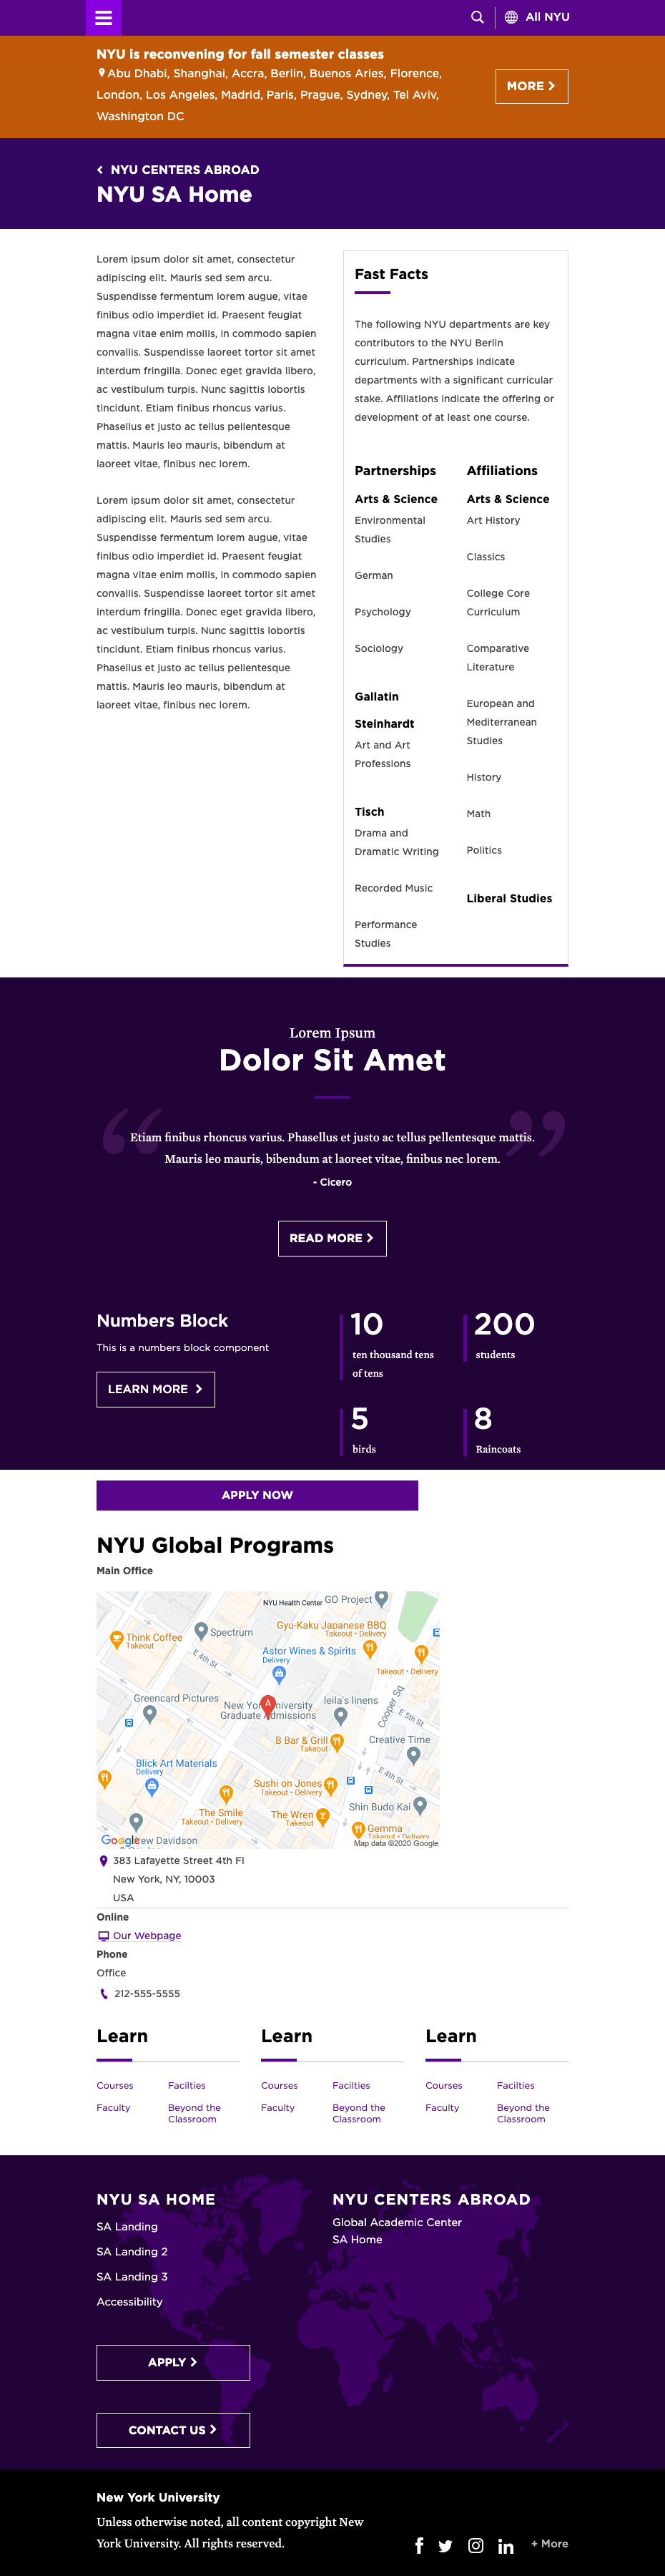 All NYU
NYU is reconvening for fall semester classes
Abu Dhabi, Shanghai, Accra, Berlin, Buenos Aries, Florence,
London, Los Angeles, Madrid, Paris, Prague, Sydney, Tel Aviv,
Washington DC
MORE
NYU CENTERS ABROAD
NYU SA Home
Lorem ipsum dolor sit amet, consectetur
adipiscing elit. Mauris sed sem arcu.
Suspendisse fermentum lorem augue, vitae
finibus odio imperdiet id. Praesent feugiat
magna vitae enim mollis, in commodo sapien
convallis. Suspendisse laoreet tortor sit amet
interdum fringilla. Donec eget gravida libero,
ac vestibulum turpis. Nunc sagittis lobortis
tincidunt. Etiam finibus rhoncus varius.
Phasellus et justo ac tellus pellentesque
mattis. Mauris leo mauris, bibendum at
laoreet vitae, finibus nec lorem.
Lorem ipsum dolor sit amet, consectetur
adipiscing elit. Mauris sed sem arcu.
Suspendisse fermentum lorem augue, vitae
finibus odio imperdiet id. Praesent feugiat
magna vitae enim mollis, in commodo sapien
convallis. Suspendisse laoreet tortor sit amet
interdum fringilla. Donec eget gravida libero,
ac vestibulum turpis. Nunc sagittis lobortis
tincidunt. Etiam finibus rhoncus varius.
Phasellus et justo ac tellus pellentesque
mattis. Mauris leo mauris, bibendum at
laoreet vitae, finibus nec lorem.
Fast Facts
The following NYU departments are key
contributors to the NYU Berlin
curriculum. Partnerships indicate
departments with a significant curricular
stake. Affiliations indicate the offering or
development of at least one course.
Partnerships
Arts & Science
Environmental
Studies
German
Psychology
Sociology
Gallatin
Steinhardt
Art and Art
Professions
Tisch
Drama and
Dramatic Writing
Recorded Music
Performance
Studies
Affiliations
Arts & Science
Art History
Classics
College Core
Curriculum
Comparative
Literature
European and
Mediterranean
Studies
History
Math
Politics
Liberal Studies
Lorem Ipsum
Dolor Sit Amet
“ ”
Etiam finibus rhoncus varius. Phasellus et justo ac tellus pellentesque mattis.
Mauris leo mauris, bibendum at laoreet vitae, finibus nec lorem.
- Cicero
READ MORE
Numbers Block
This is a numbers block component
LEARN MORE
10
ten thousand tens
of tens
200
students
5
birds
8
Raincoats
APPLY NOW
NYU Global Programs
Main Office
NYU Health Center
GO Project
Think Coffee
Takeout
Spectrum
Gyu-Kaku Japanese BBQ
Takeout • Delivery
E 4th St
Astor Wines & Spirits
Delivery
Takeout • Delivery
Greencard Pictures
New York University
Graduate Admissions
A
leila's linens
Cooper Sq
E 5th St
B Bar & Grill
Takeout
Creative Time
Blick Art Materials
Delivery
E 4th St
Sushi on Jones
Takeout • Delivery
Shin Budo Kai
The Smile
Takeout • Delivery
The Wren
Takeout
Gemma
Takeout • Delivery
Google
Davidson
Map data ©2020 Google
383 Lafayette Street 4th Fl
New York, NY, 10003
USA
Online
Our Webpage
Phone
Office
212-555-5555
Learn
Courses Facilties
Faculty Beyond the
Classroom
Learn
Courses Facilties
Faculty Beyond the
Classroom
Learn
Courses Facilties
Faculty Beyond the
Classroom
NYU SA HOME
SA Landing
SA Landing 2
SA Landing 3
Accessibility
NYU CENTERS ABROAD
Global Academic Center
SA Home
APPLY
CONTACT US
New York University
Unless otherwise noted, all content copyright New
York University. All rights reserved.
+ More